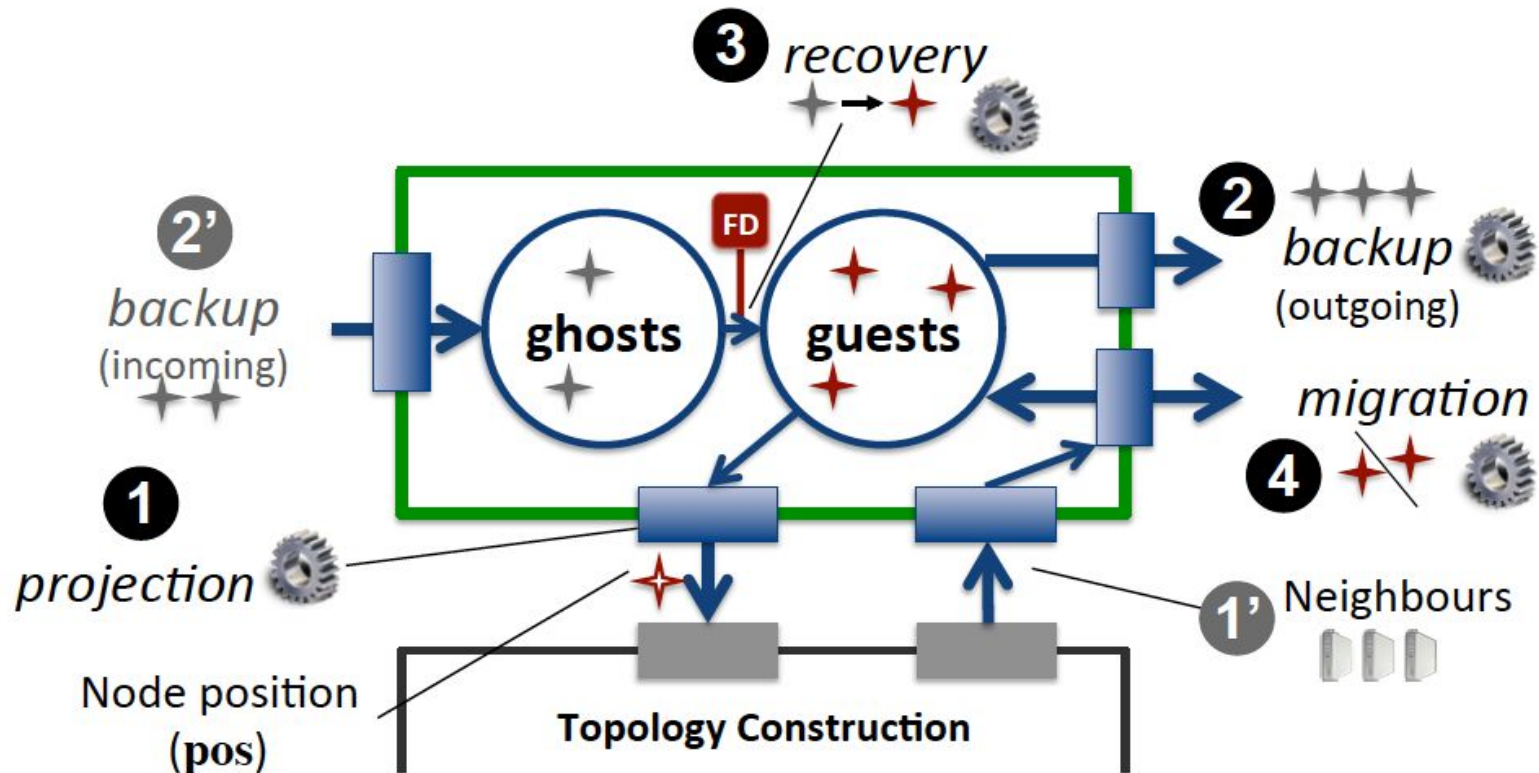 3 recovery
FD
2’
backup
(incoming)
ghosts
guests
2
backup
(outgoing)
migration
4
1
projection
1’ Neighbours
Node position
(pos)
Topology Construction